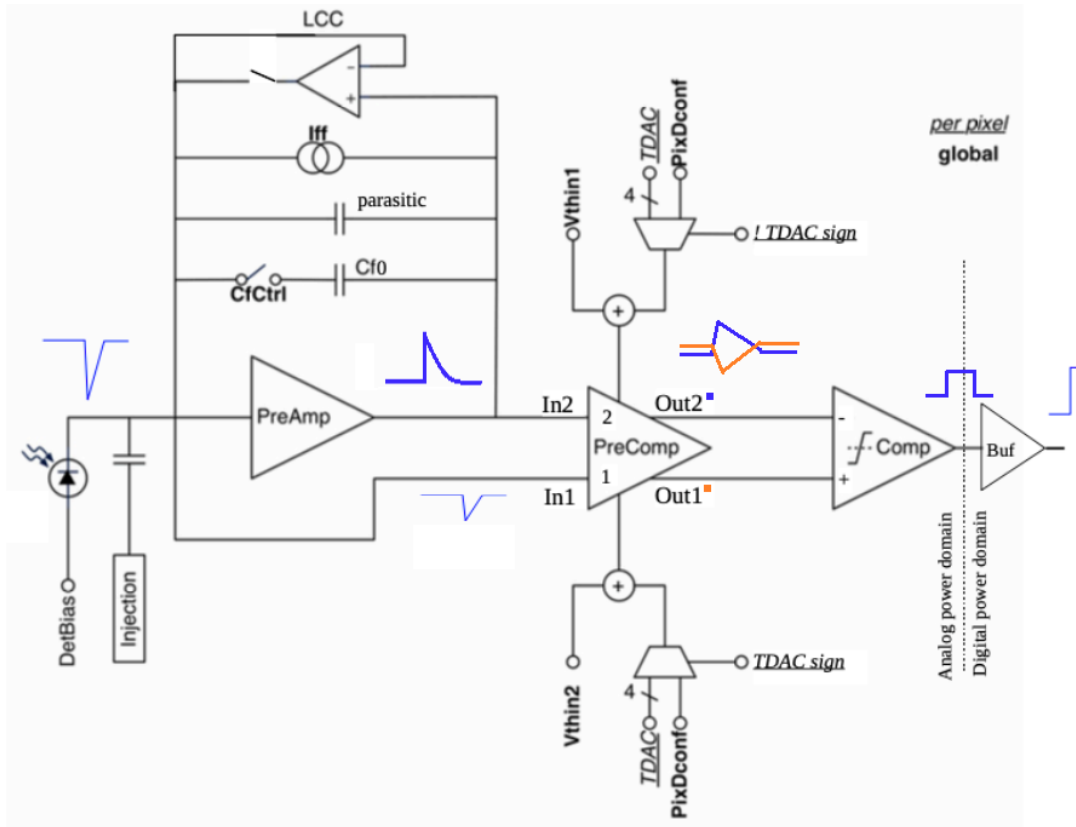 LCC
-
+
Iff
parasitic
Cf0
CfCtrl
TDAC
PixDconf
4
Vthin1
! TDAC sign
per pixel
global
+
PreAmp
In2
2
Out2
PreComp
1
In1
Out1
-
Comp
+
Buf
DetBias
Injection
+
Vthin2
4
TDAC
PixDconf
TDAC sign
Analog power domain
Digital power domain